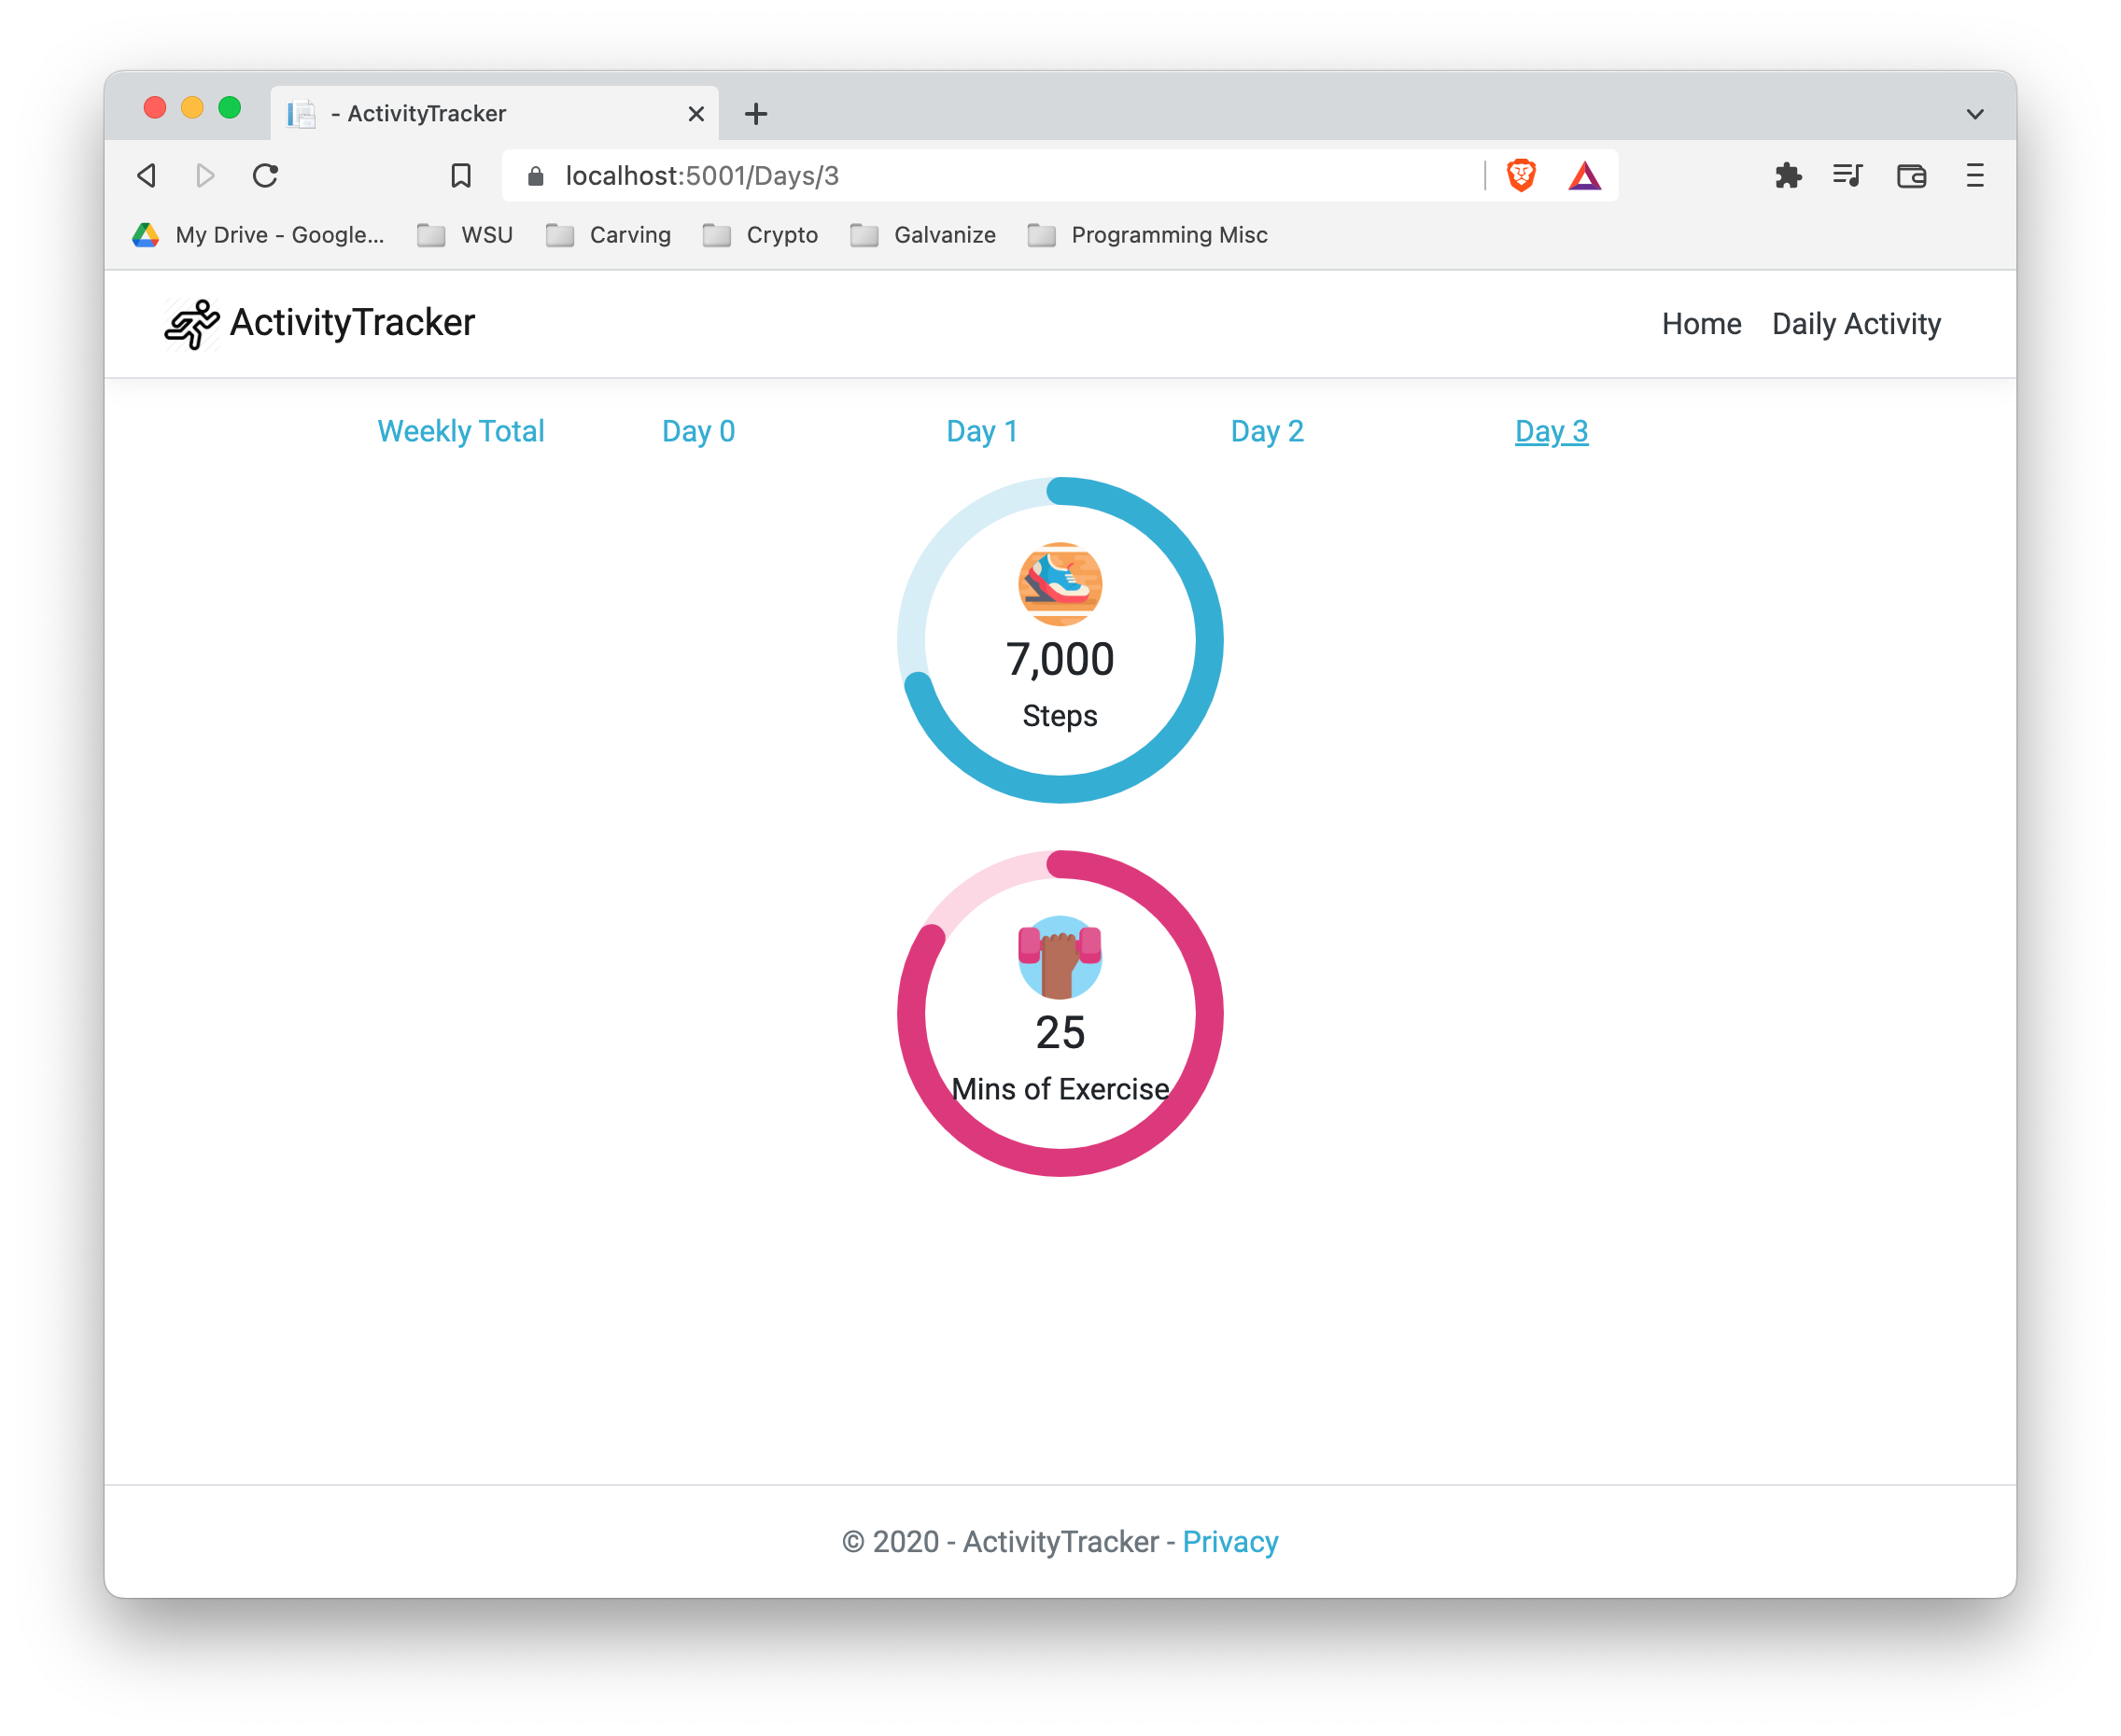 - ActivityTracker
localhost:5001/Days/3
My Drive - Google... WSU Carving Crypto Galvanize Programming Misc
ActivityTracker Home Daily Activity
Weekly Total Day 0 Day 1 Day 2 Day 3
7,000
Steps
25
Mins of Exercise
© 2020 - ActivityTracker - Privacy